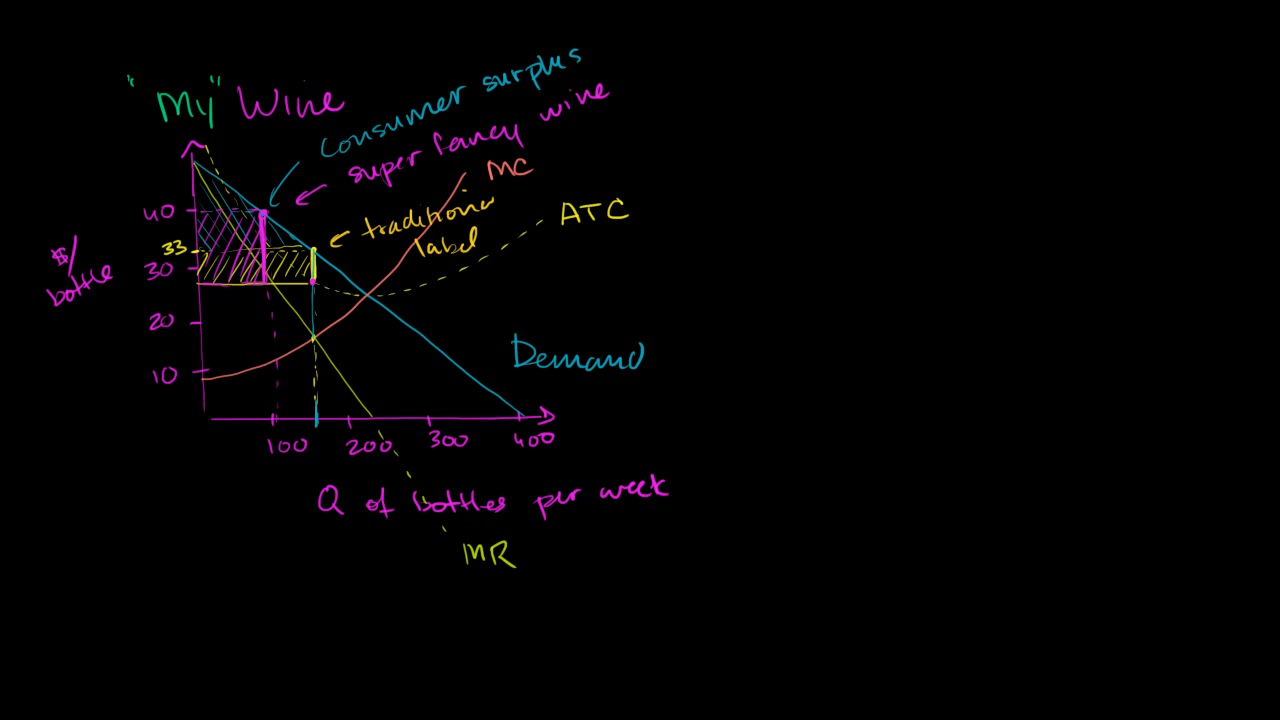 "My" Wine
consumer surplus
super fancy wine
MC
traditional
label
ATC
$/
bottle
40
33
30
20
10
Demand
100 200 300 400
Q of bottles per week
MR